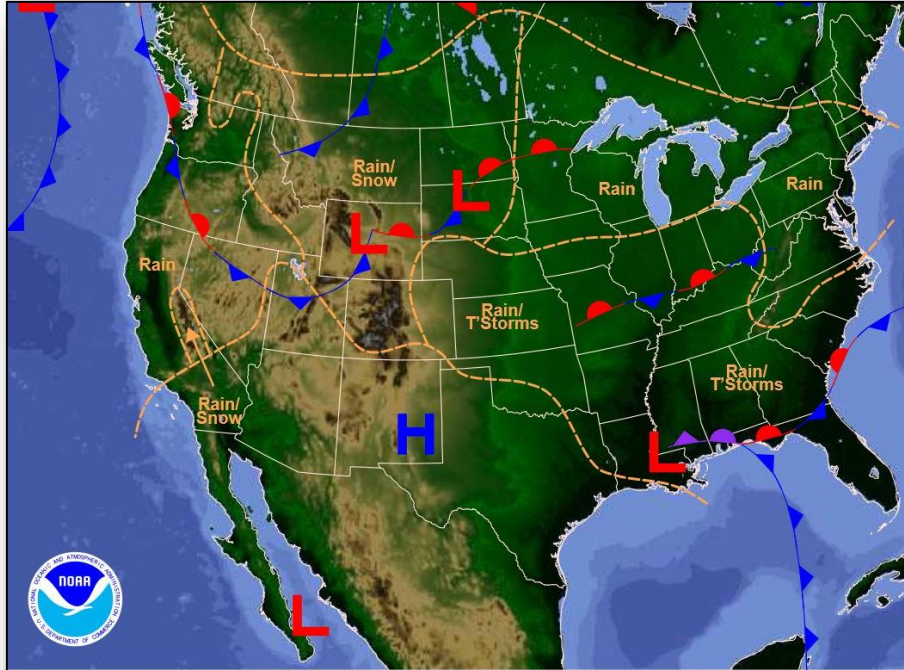 Rain/
Snow
L
Rain
Rain
L
Rain
Rain/
T'Storms
Rain/
T'Storms
Rain/
Snow
H
L
NOAA
NATIONAL OCEANIC AND ATMOSPHERIC ADMINISTRATION
U.S. DEPARTMENT OF COMMERCE
L